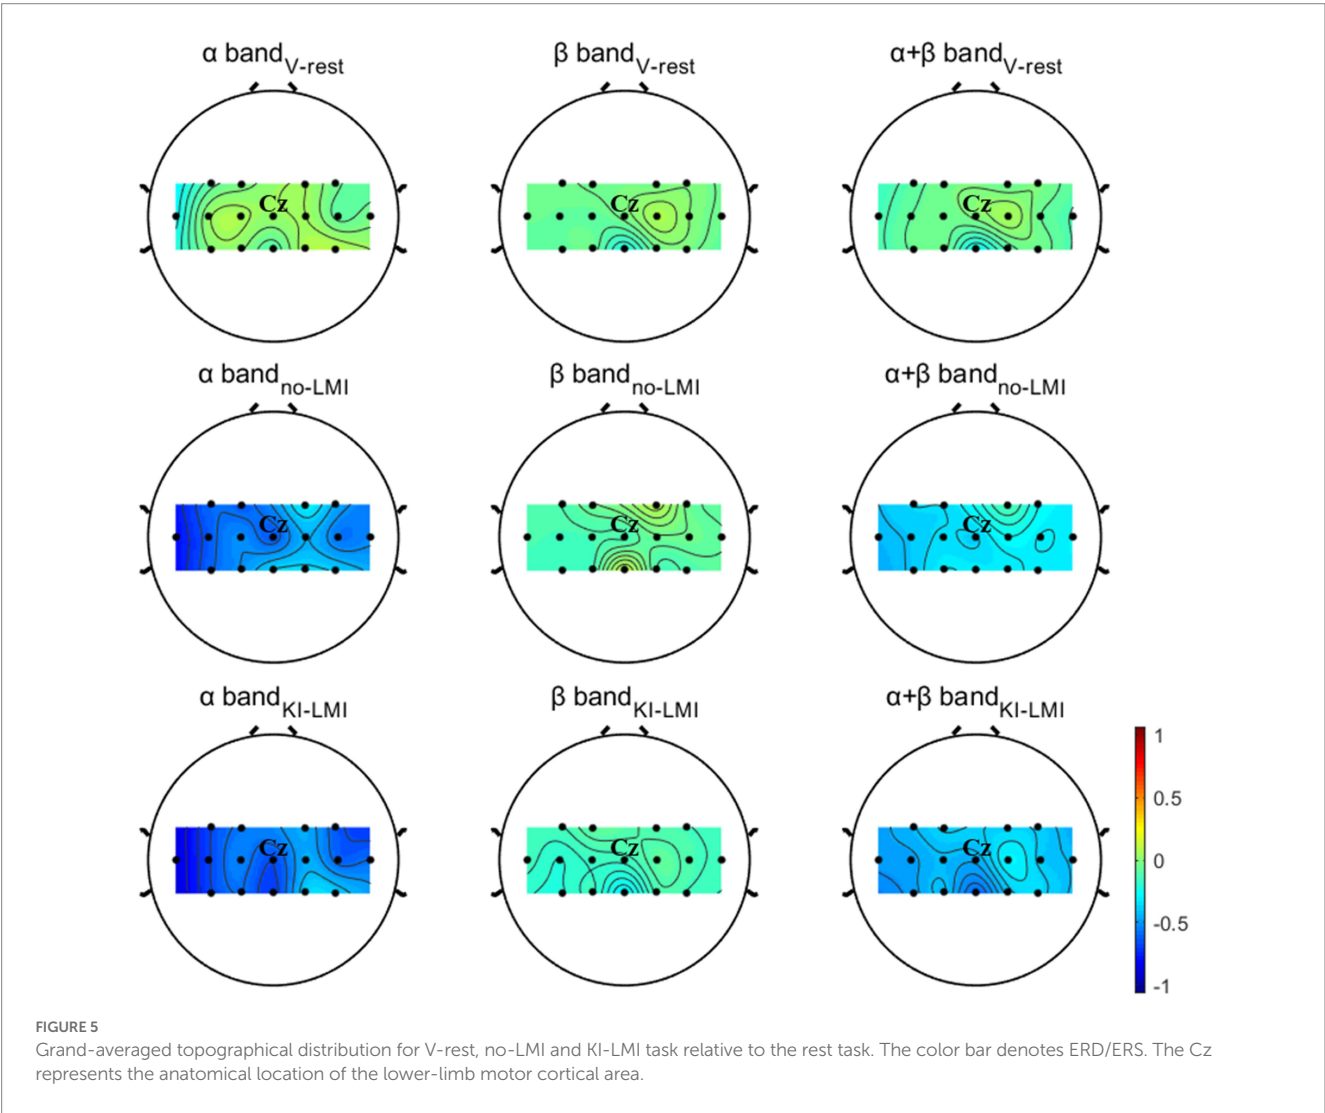 α band V-rest β band V-rest α+β band V-rest
Cz Cz Cz
α band no-LMI β band no-LMI α+β band no-LMI
Cz Cz Cz
α band KI-LMI β band KI-LMI α+β band KI-LMI
Cz Cz Cz
1
0.5
0
-0.5
-1
FIGURE 5
Grand-averaged topographical distribution for V-rest, no-LMI and KI-LMI task relative to the rest task. The color bar denotes ERD/ERS. The Cz
represents the anatomical location of the lower-limb motor cortical area.